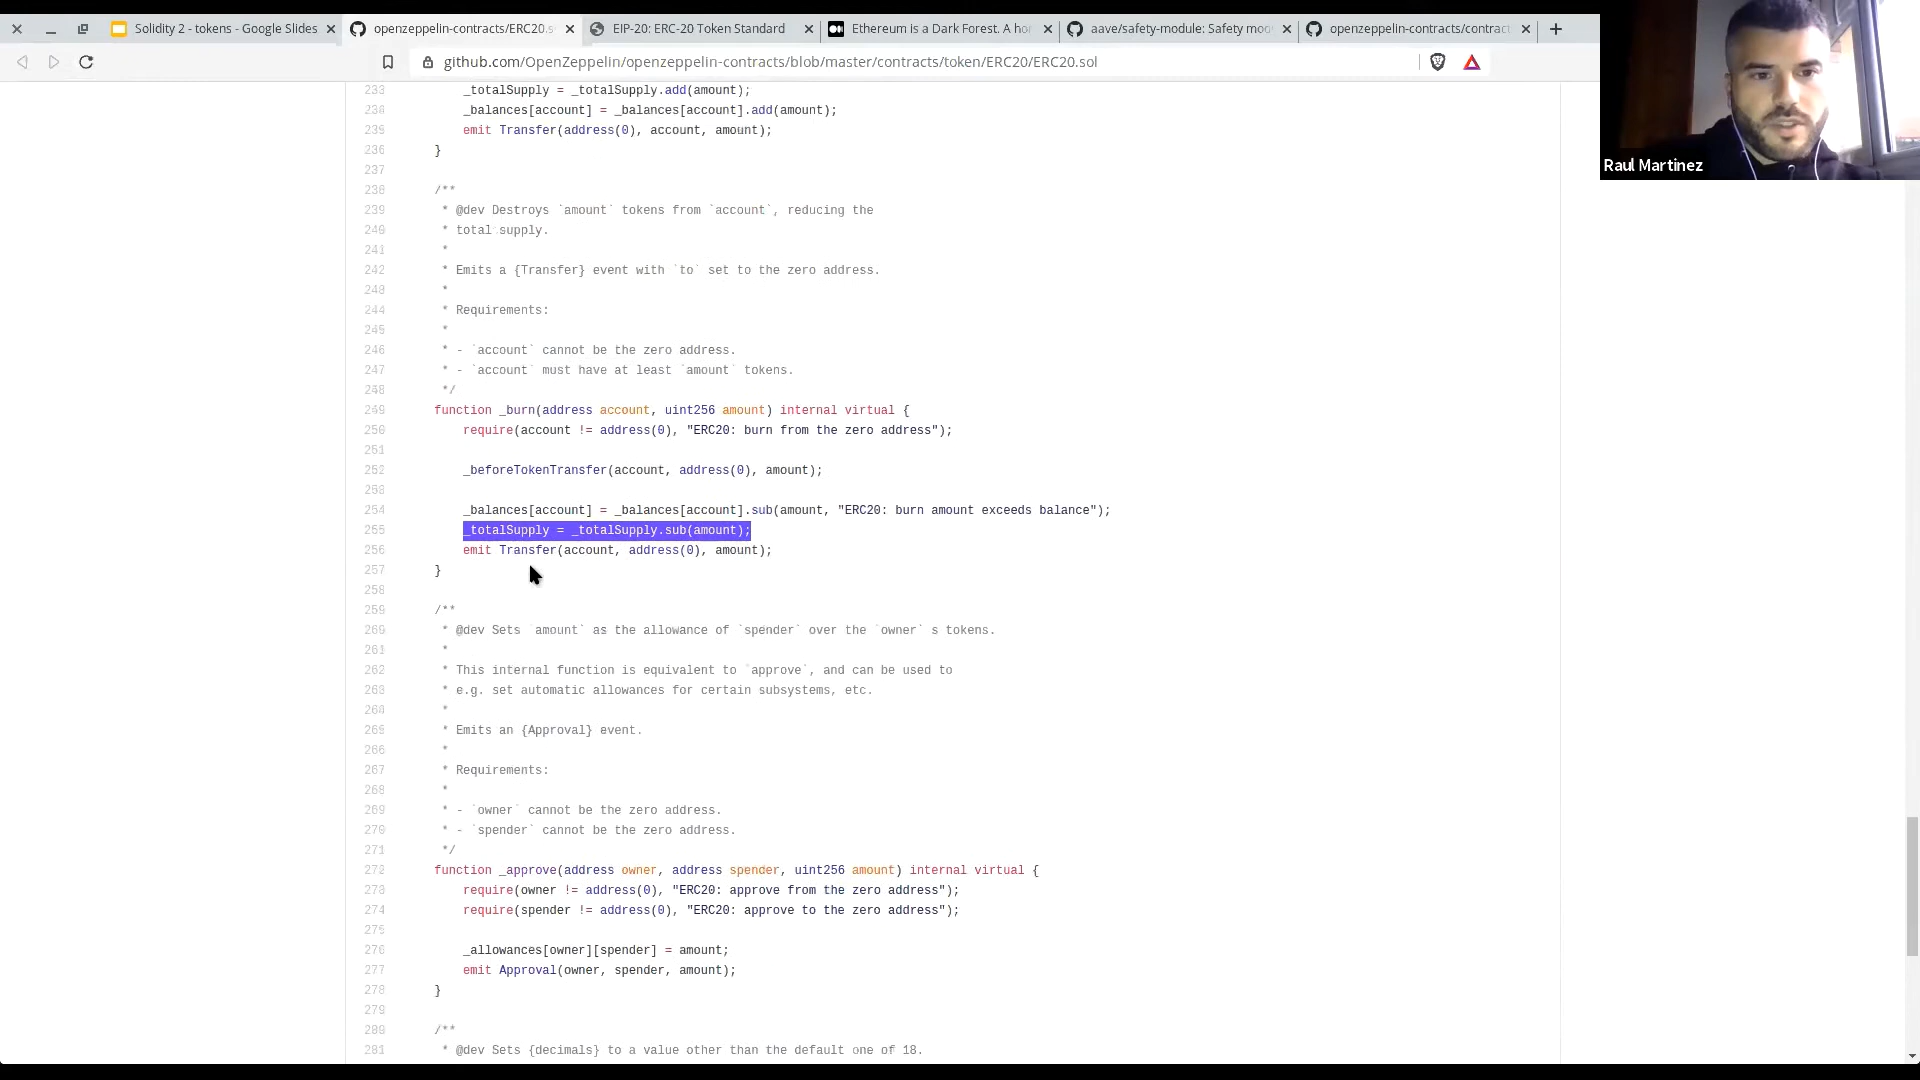 Solidity 2 - tokens - Google Slides
openzeppelin-contracts/ERC20.s
EIP-20: ERC-20 Token Standard
Ethereum is a Dark Forest. A hor
aave/safety-module: Safety mod
openzeppelin-contracts/contract
github.com/OpenZeppelin/openzeppelin-contracts/blob/master/contracts/token/ERC20/ERC20.sol
Raul Martinez
233 _totalSupply = _totalSupply.add(amount);
238 _balances[account] = _balances[account].add(amount);
235 emit Transfer(address(0), account, amount);
236 }
237
238 /**
239 * @dev Destroys `amount` tokens from `account`, reducing the
240 * total supply.
241 *
242 * Emits a {Transfer} event with `to` set to the zero address.
243 *
244 * Requirements:
245 *
246 * - `account` cannot be the zero address.
247 * - `account` must have at least `amount` tokens.
248 */
249 function _burn(address account, uint256 amount) internal virtual {
250 require(account != address(0), "ERC20: burn from the zero address");
251
252 _beforeTokenTransfer(account, address(0), amount);
253
254 _balances[account] = _balances[account].sub(amount, "ERC20: burn amount exceeds balance");
255 _totalSupply = _totalSupply.sub(amount);
256 emit Transfer(account, address(0), amount);
257 }
258
259 /**
260 * @dev Sets `amount` as the allowance of `spender` over the `owner` s tokens.
261 *
262 * This internal function is equivalent to `approve`, and can be used to
263 * e.g. set automatic allowances for certain subsystems, etc.
264 *
265 * Emits an {Approval} event.
266 *
267 * Requirements:
268 *
269 * - `owner` cannot be the zero address.
270 * - `spender` cannot be the zero address.
271 */
272 function _approve(address owner, address spender, uint256 amount) internal virtual {
273 require(owner != address(0), "ERC20: approve from the zero address");
274 require(spender != address(0), "ERC20: approve to the zero address");
275
276 _allowances[owner][spender] = amount;
277 emit Approval(owner, spender, amount);
278 }
279
280 /**
281 * @dev Sets {decimals} to a value other than the default one of 18.